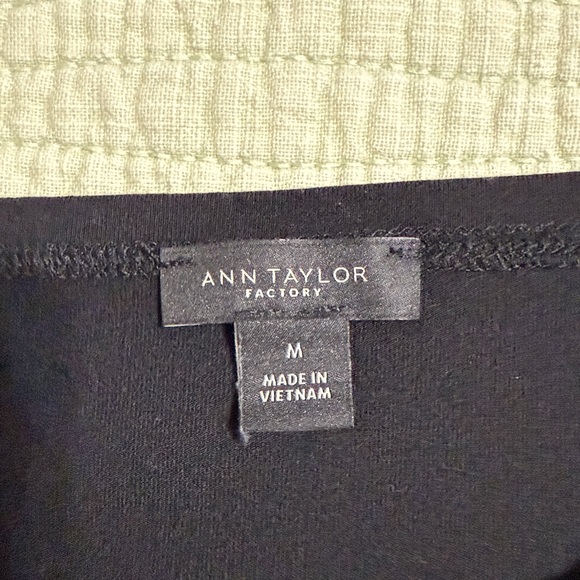 ANN TAYLOR
FACTORY
M
MADE IN
VIETNAM